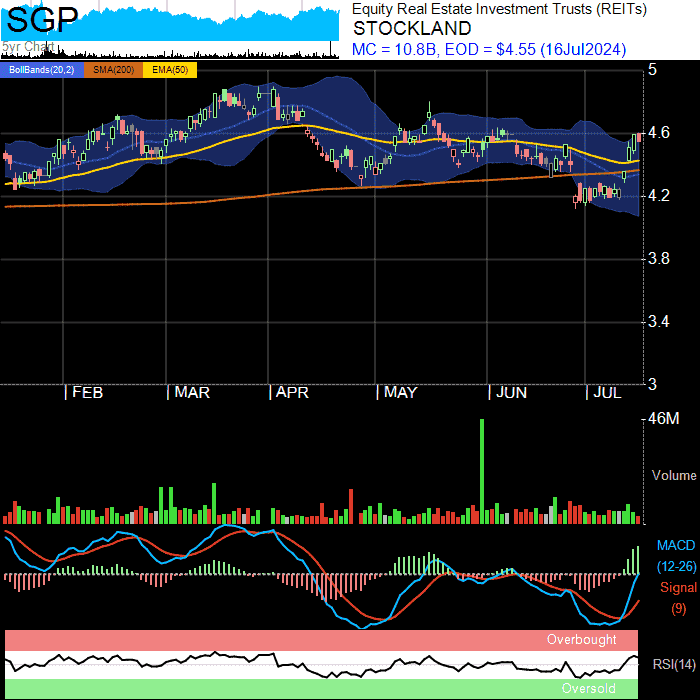 SGP
5yr Chart
Equity Real Estate Investment Trusts (REITs)
STOCKLAND
MC = 10.8B, EOD = $4.55 (16Jul2024)
BollBands(20,2) SMA(200) EMA(50)
5
4.6
4.2
3.8
3.4
3
FEB MAR APR MAY JUN JUL
46M
Volume
MACD
(12-26)
Signal
(9)
Overbought
RSI(14)
Oversold